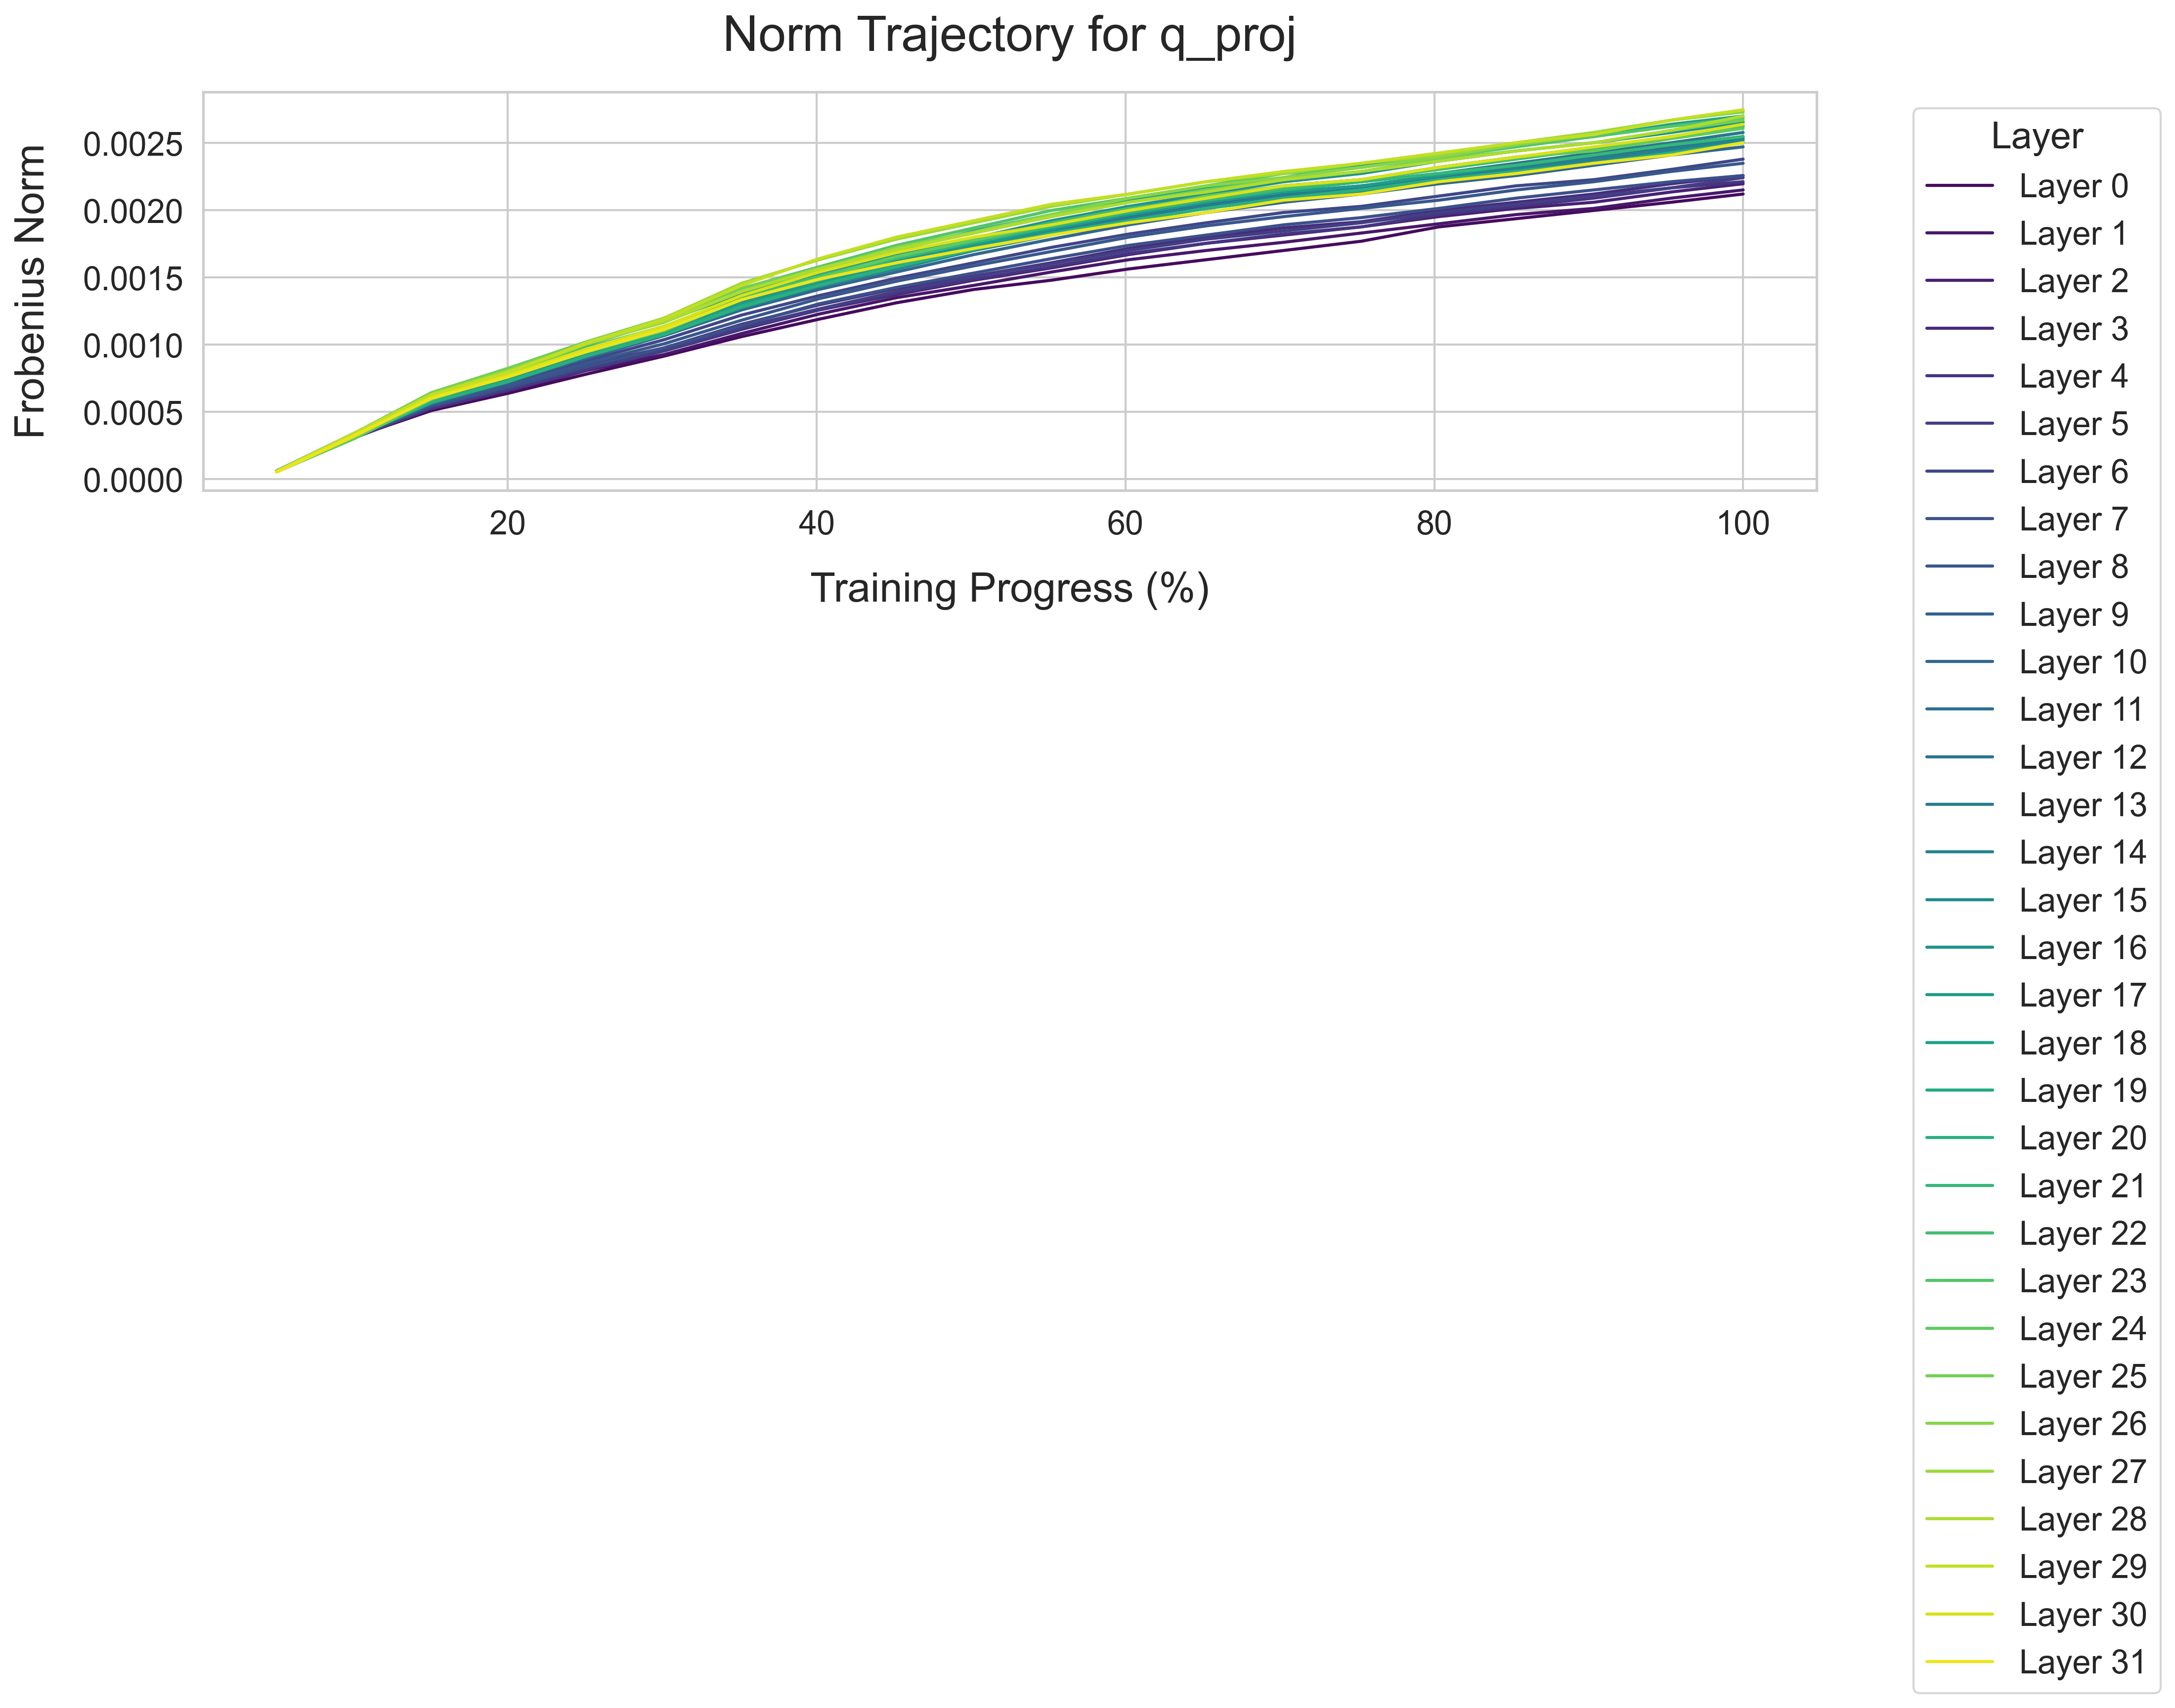 Norm Trajectory for q_proj
Frobenius Norm
0.0025
0.0020
0.0015
0.0010
0.0005
0.0000
20 40 60 80 100
Training Progress (%)
Layer
Layer 0
Layer 1
Layer 2
Layer 3
Layer 4
Layer 5
Layer 6
Layer 7
Layer 8
Layer 9
Layer 10
Layer 11
Layer 12
Layer 13
Layer 14
Layer 15
Layer 16
Layer 17
Layer 18
Layer 19
Layer 20
Layer 21
Layer 22
Layer 23
Layer 24
Layer 25
Layer 26
Layer 27
Layer 28
Layer 29
Layer 30
Layer 31